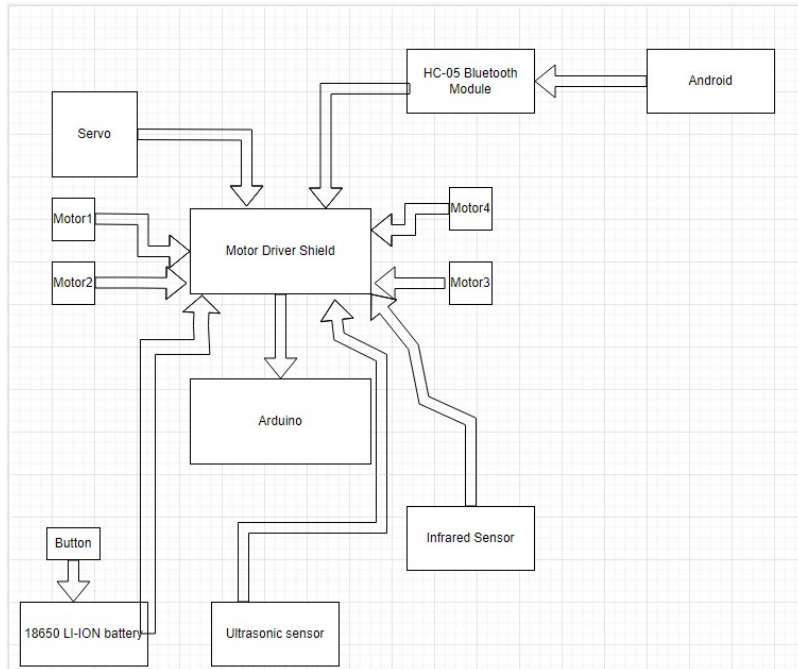 HC-05 Bluetooth
Module
Android
Servo
Motor1
Motor4
Motor Driver Shield
Motor2
Motor3
Arduino
Button
Infrared Sensor
18650 LI-ION battery
Ultrasonic sensor